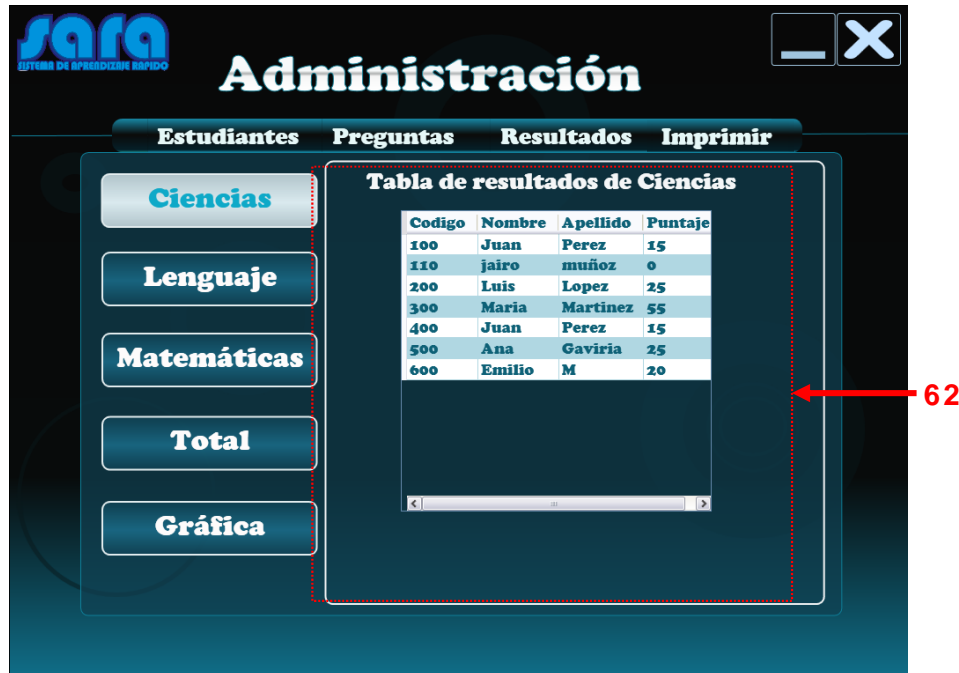 sara
SISTEMA DE APRENDIZAJE RAPIDO
Administración
Estudiantes Preguntas Resultados Imprimir
Ciencias
Lenguaje
Matemáticas
Total
Gráfica
Tabla de resultados de Ciencias
Codigo Nombre Apellido Puntaje
100 Juan Perez 15
110 jairo muñoz 0
200 Luis Lopez 25
300 Maria Martinez 55
400 Juan Perez 15
500 Ana Gaviria 25
600 Emilio M 20
62